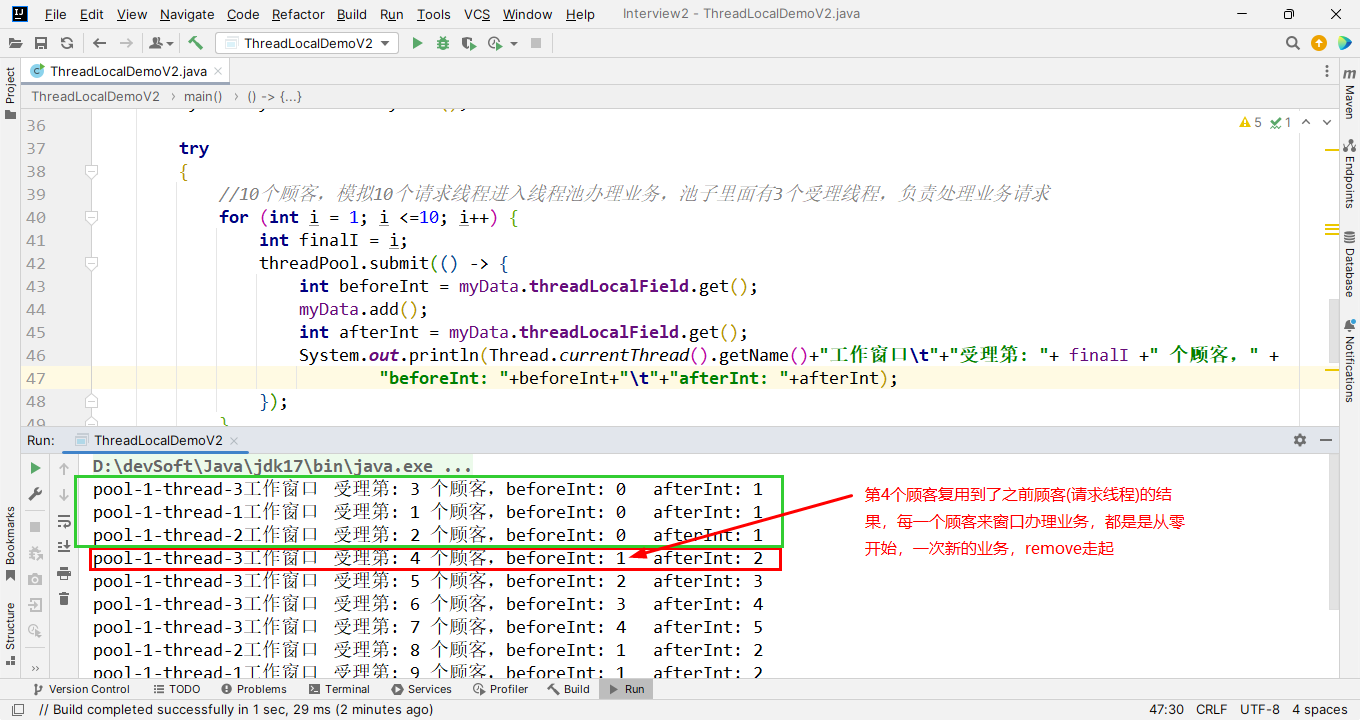 File Edit View Navigate Code Refactor Build Run Tools VCS Window Help Interview2 - ThreadLocalDemoV2.java
ThreadLocalDemoV2
Project
ThreadLocalDemoV2.java
ThreadLocalDemoV2 › main() › () -> {...}
36
5 1
37 try
38 {
39 //10个顾客，模拟10个请求线程进入线程池办理业务，池子里面有3个受理线程，负责处理业务请求
40 for (int i = 1; i <=10; i++) {
41 int finalI = i;
42 threadPool.submit(() -> {
43 int beforeInt = myData.threadLocalField.get();
44 myData.add();
45 int afterInt = myData.threadLocalField.get();
46 System.out.println(Thread.currentThread().getName()+"工作窗口\t"+"受理第: "+ finalI +" 个顾客，" +
47 "beforeInt: "+beforeInt+"\t"+"afterInt: "+afterInt);
48 });
49 }
Maven
Endpoints
Database
Notifications
Run: ThreadLocalDemoV2
D:\devSoft\Java\jdk17\bin\java.exe ...
pool-1-thread-3工作窗口 受理第: 3 个顾客，beforeInt: 0 afterInt: 1
pool-1-thread-1工作窗口 受理第: 1 个顾客，beforeInt: 0 afterInt: 1
pool-1-thread-2工作窗口 受理第: 2 个顾客，beforeInt: 0 afterInt: 1
pool-1-thread-3工作窗口 受理第: 4 个顾客，beforeInt: 1 afterInt: 2
pool-1-thread-3工作窗口 受理第: 5 个顾客，beforeInt: 2 afterInt: 3
pool-1-thread-3工作窗口 受理第: 6 个顾客，beforeInt: 3 afterInt: 4
pool-1-thread-3工作窗口 受理第: 7 个顾客，beforeInt: 4 afterInt: 5
pool-1-thread-2工作窗口 受理第: 8 个顾客，beforeInt: 1 afterInt: 2
pool-1-thread-1工作窗口 受理第: 9 个顾客，beforeInt: 1 afterInt: 2
第4个顾客复用到了之前顾客(请求线程)的结
果，每一个顾客来窗口办理业务，都是是从零
开始，一次新的业务，remove走起
Bookmarks
Structure
Version Control TODO Problems Terminal Services Profiler Build Run
// Build completed successfully in 1 sec, 29 ms (2 minutes ago) 47:30 CRLF UTF-8 4 spaces